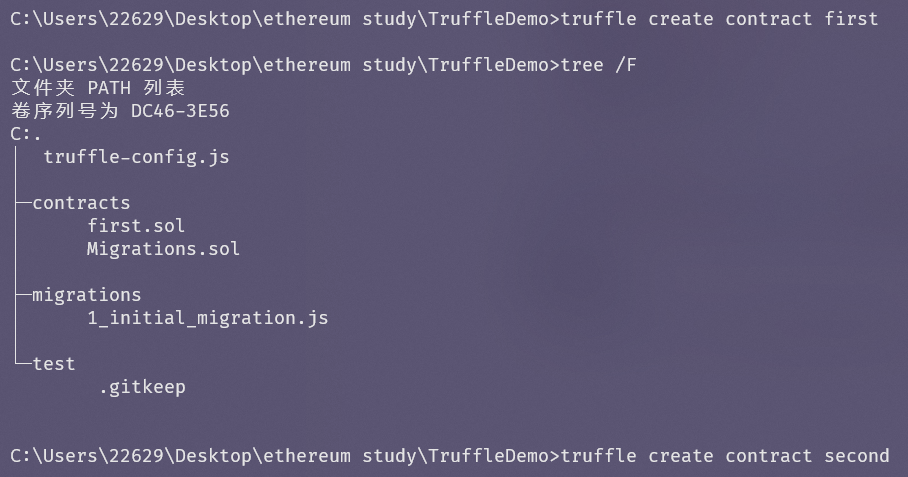 C:\Users\22629\Desktop\ethereum study\TruffleDemo>truffle create contract first
C:\Users\22629\Desktop\ethereum study\TruffleDemo>tree /F
文件夹 PATH 列表
卷序列号为 DC46-3E56
C:.
│  truffle-config.js
├─contracts
first.sol
Migrations.sol
├─migrations
1_initial_migration.js
└─test
.gitkeep
C:\Users\22629\Desktop\ethereum study\TruffleDemo>truffle create contract second